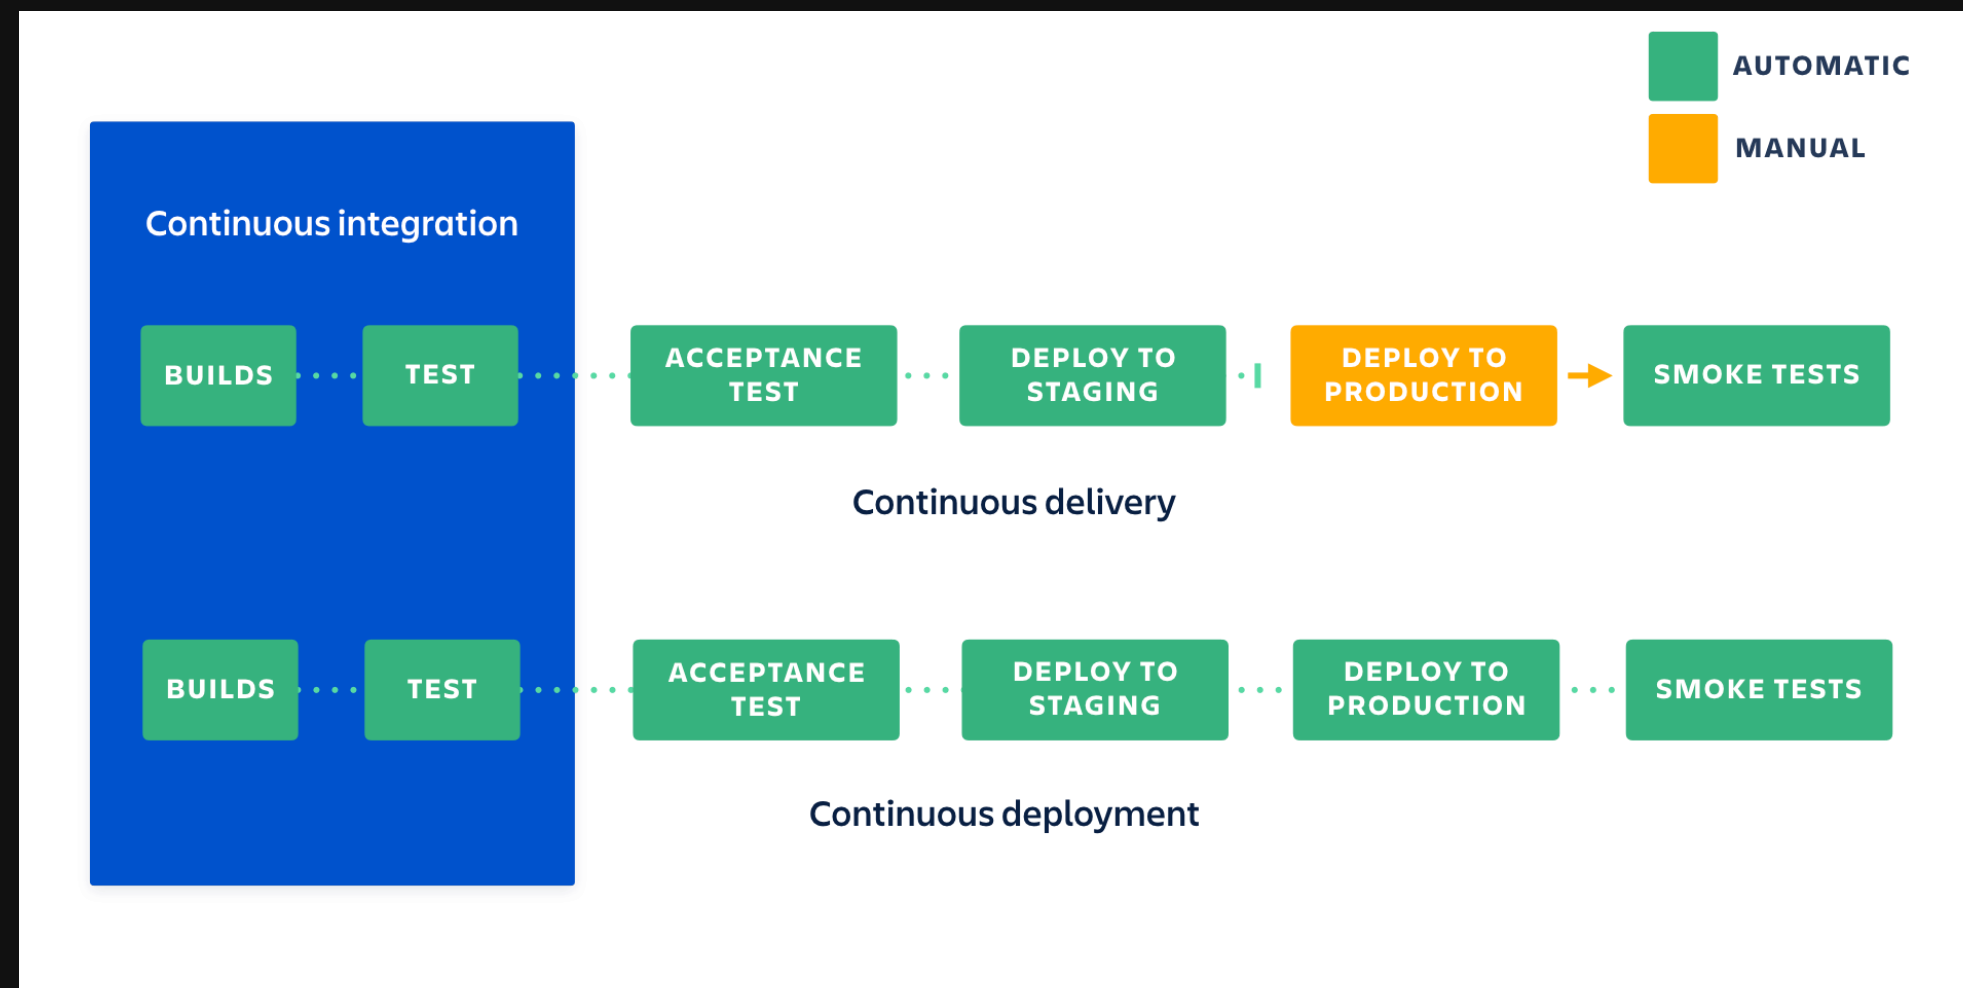 AUTOMATIC
MANUAL
Continuous integration
BUILDS
TEST
ACCEPTANCE
TEST
DEPLOY TO
STAGING
DEPLOY TO
PRODUCTION
SMOKE TESTS
Continuous delivery
BUILDS
TEST
ACCEPTANCE
TEST
DEPLOY TO
STAGING
DEPLOY TO
PRODUCTION
SMOKE TESTS
Continuous deployment